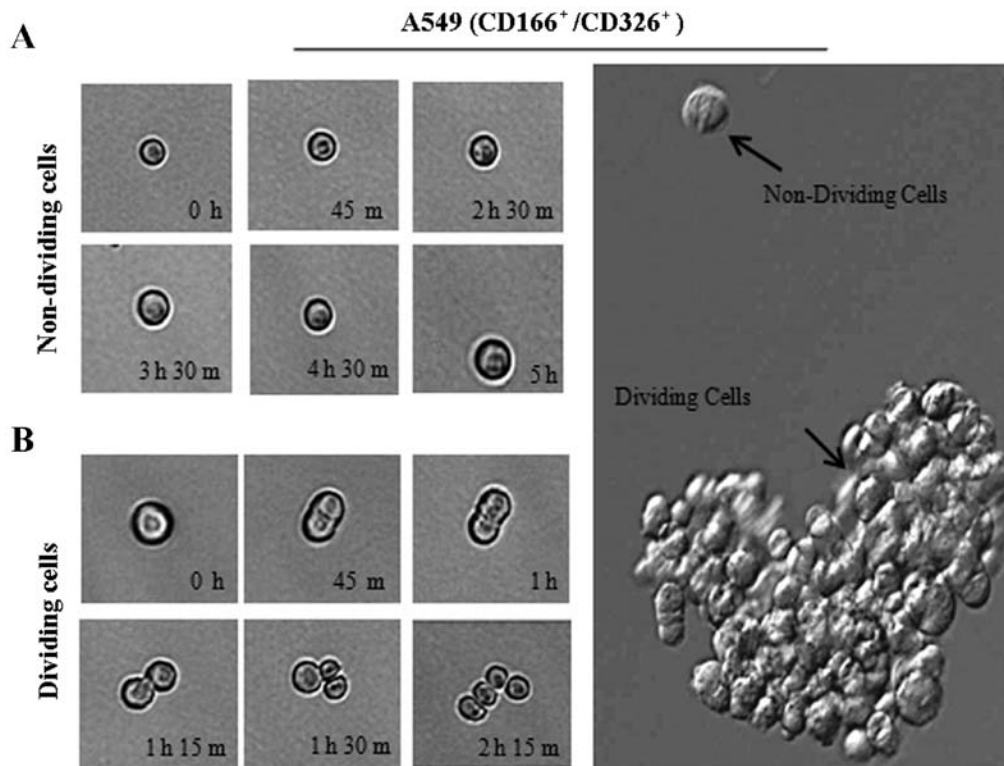 A549 (CD166⁺/CD326⁺)
A
Non-dividing cells
0 h
45 m
2 h 30 m
3 h 30 m
4 h 30 m
5 h
Non-Dividing Cells
Dividing Cells
B
Dividing cells
0 h
45 m
1 h
1 h 15 m
1 h 30 m
2 h 15 m